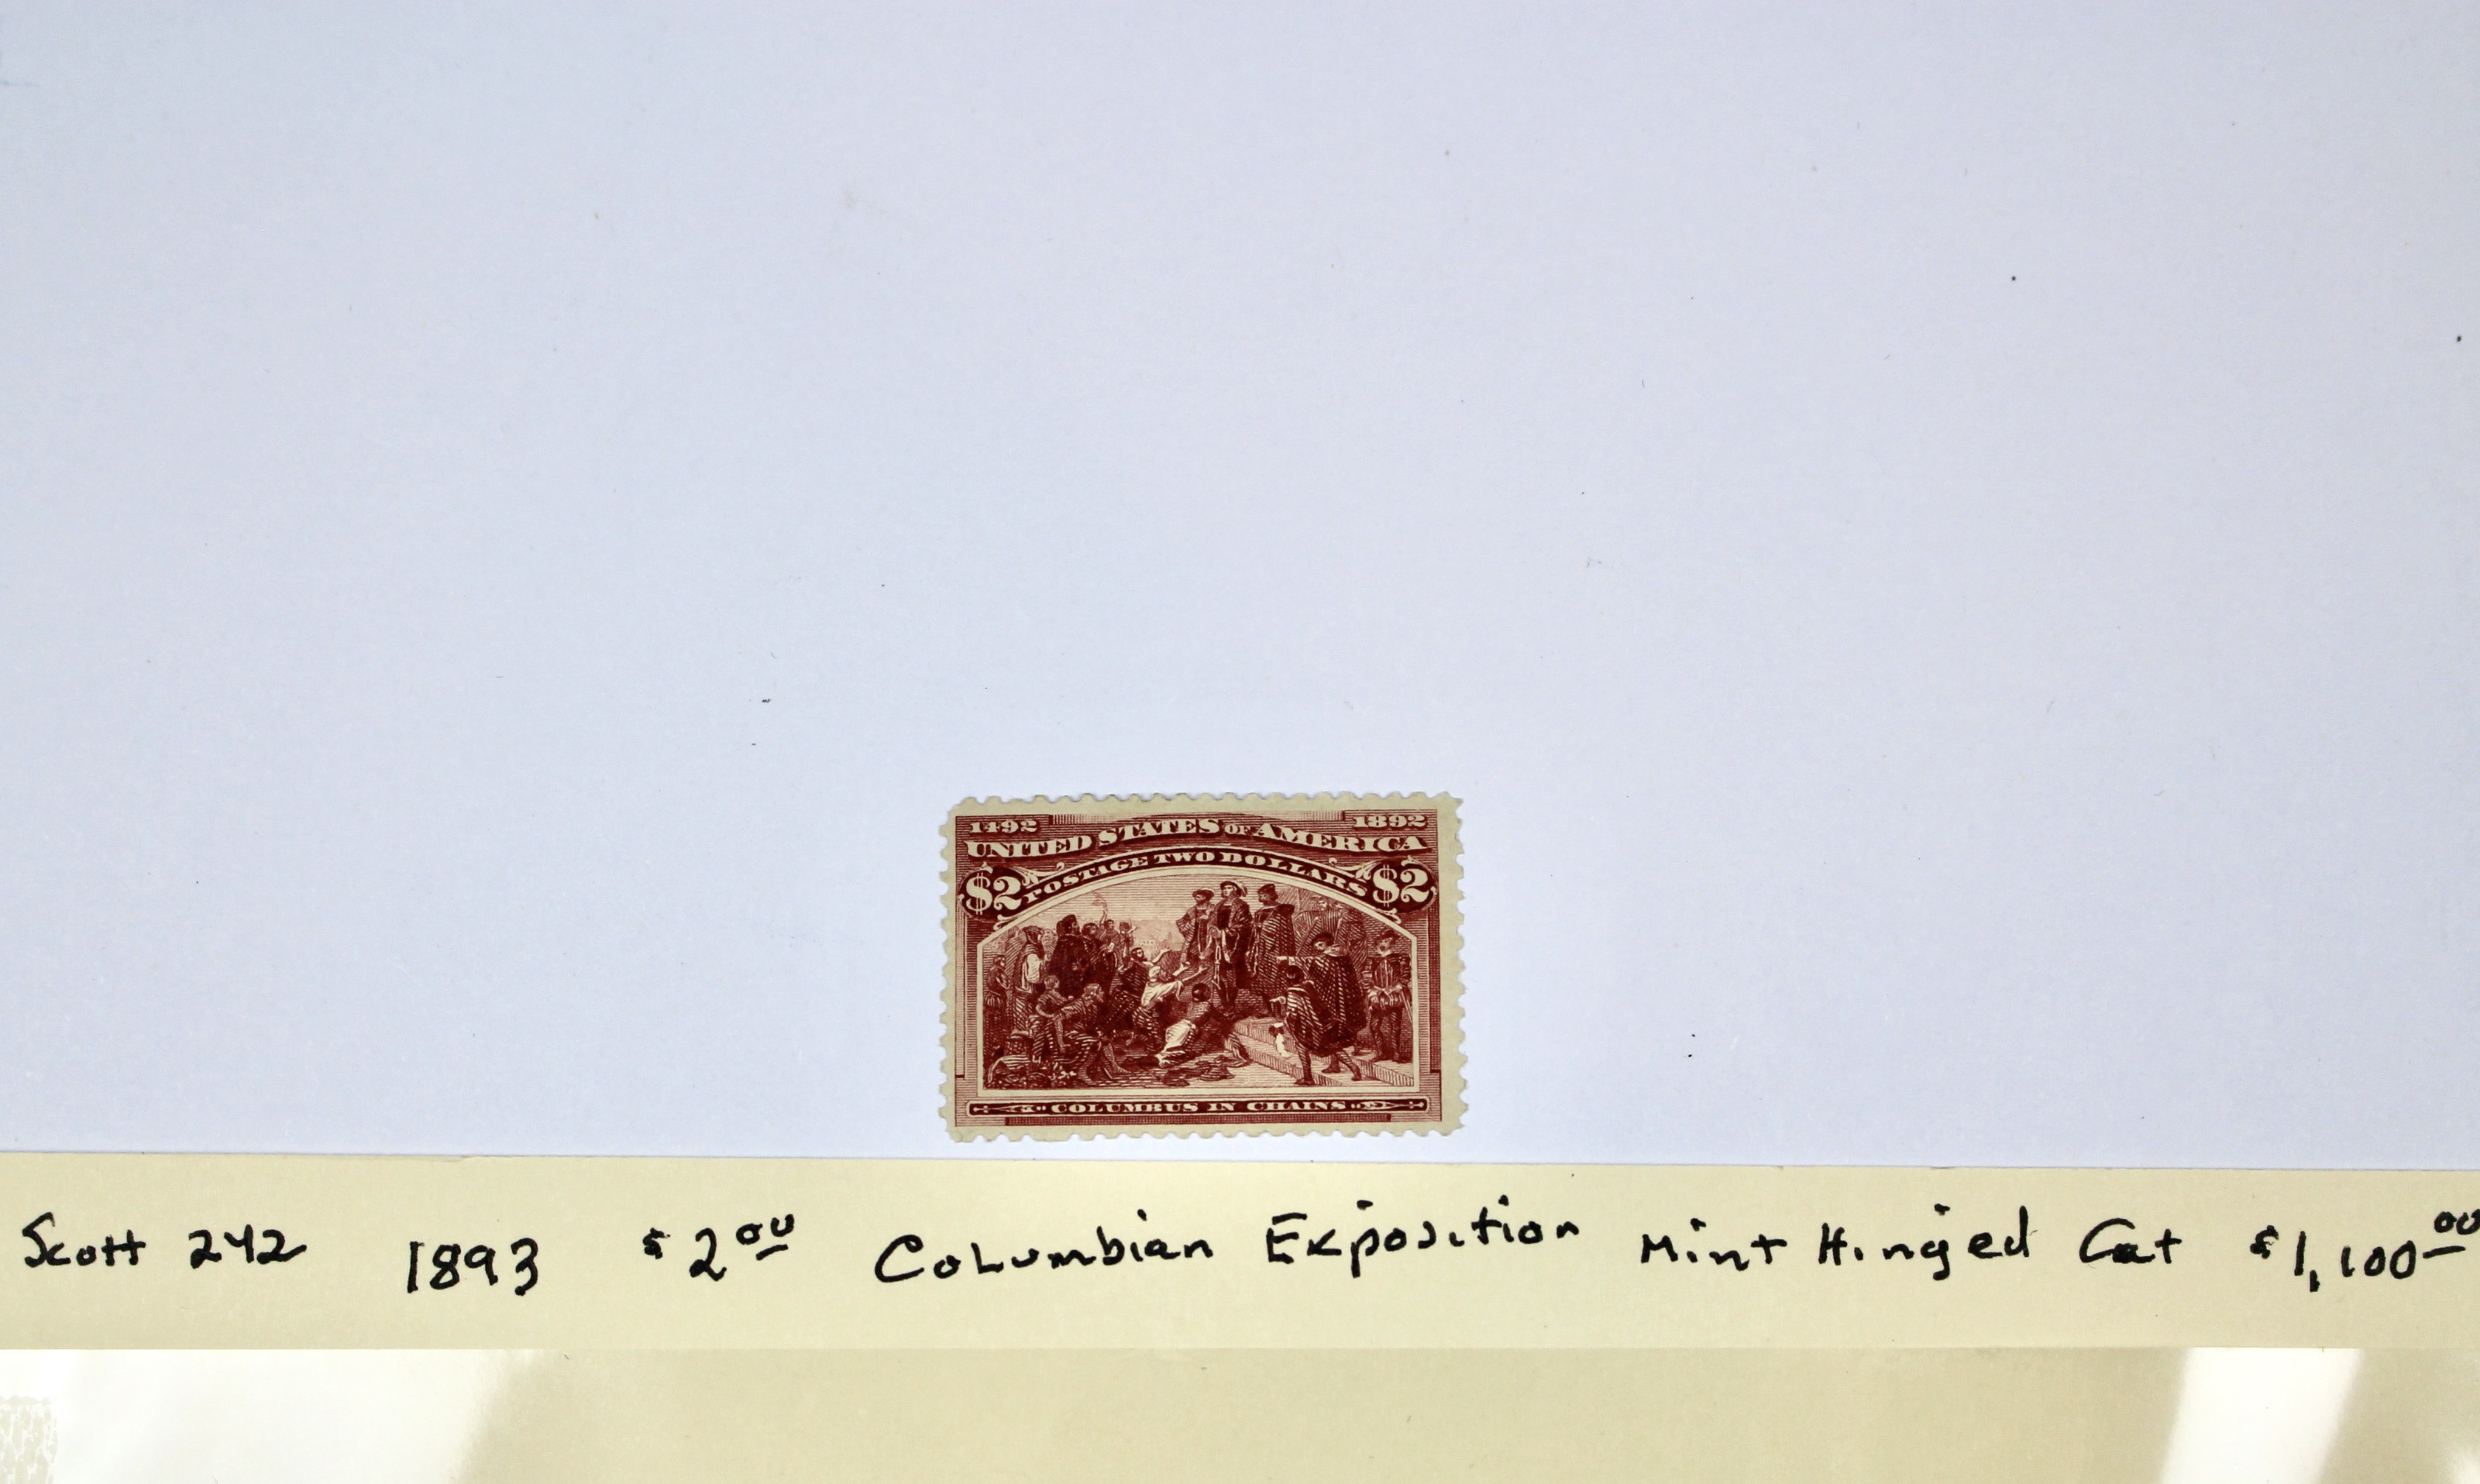 1492 1892
UNITED STATES OF AMERICA
$2 POSTAGE TWO DOLLARS $2
"COLUMBUS IN CHAINS"
Scott 242 1893 $2 00 Columbian Exposition Mint Hinged Cat $1,100 00